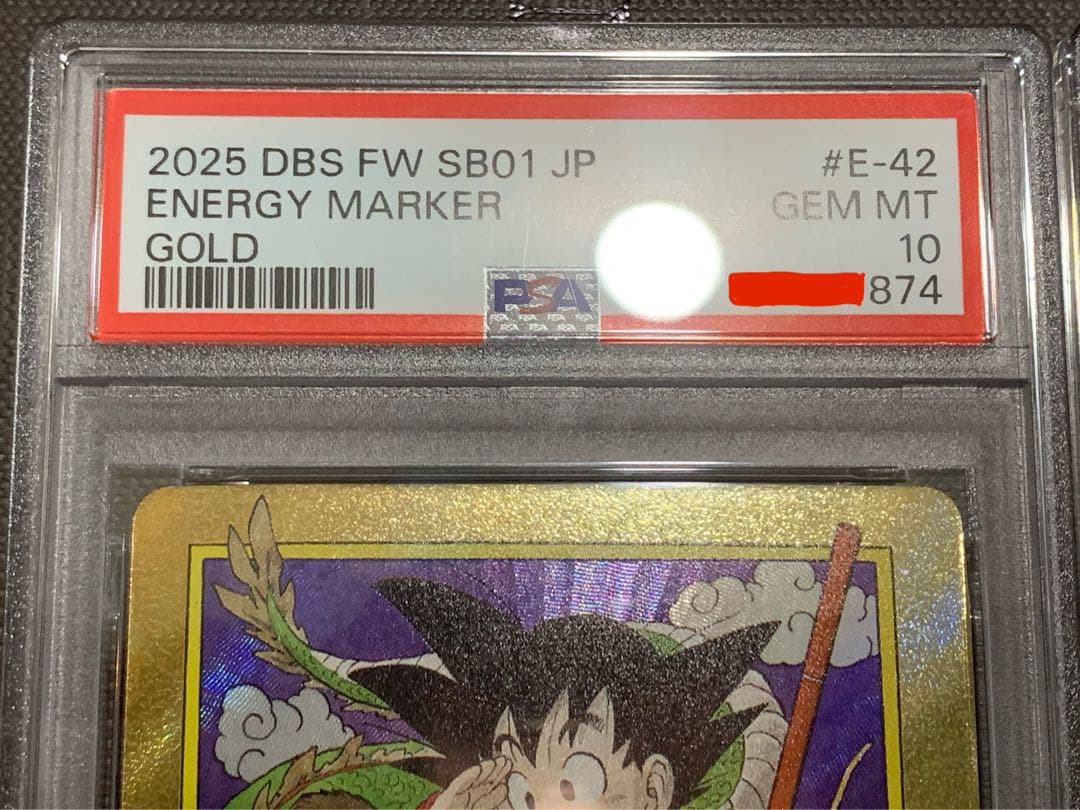 2025 DBS FW SB01 JP #E-42
ENERGY MARKER GEM MT
GOLD 10
PSA 874